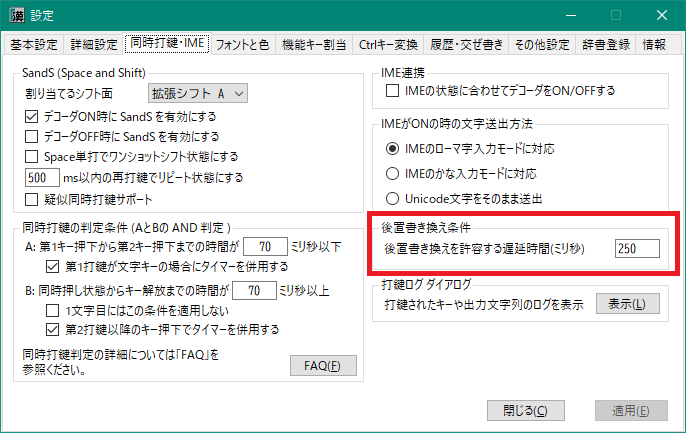 漢 設定
基本設定 詳細設定 同時打鍵・IME フォントと色 機能キー割当 Ctrlキー変換 履歴・交ぜ書き その他設定 辞書登録 情報
SandS (Space and Shift)
割り当てるシフト面 拡張シフト A
デコーダON時に SandS を有効にする
デコーダOFF時に SandS を有効にする
Space単打でワンショットシフト状態にする
500 ms以内の再打鍵でリピート状態にする
疑似同時打鍵サポート
同時打鍵の判定条件 (AとBの AND 判定 )
A: 第1キー押下から第2キー押下までの時間が 70 ミリ秒以下
第1打鍵が文字キーの場合にタイマーを併用する
B: 同時押し状態からキー解放までの時間が 70 ミリ秒以上
1文字目にはこの条件を適用しない
第2打鍵以降のキー押下でタイマーを併用する
同時打鍵判定の詳細については「FAQ」を
参照ください。
FAQ(F)
IME連携
IMEの状態に合わせてデコーダをON/OFFする
IMEがONの時の文字送出方法
IMEのローマ字入力モードに対応
IMEのかな入力モードに対応
Unicode文字をそのまま送出
後置書き換え条件
後置書き換えを許容する遅延時間(ミリ秒) 250
打鍵ログ ダイアログ
打鍵されたキーや出力文字列のログを表示 表示(L)
閉じる(C) 適用(E)